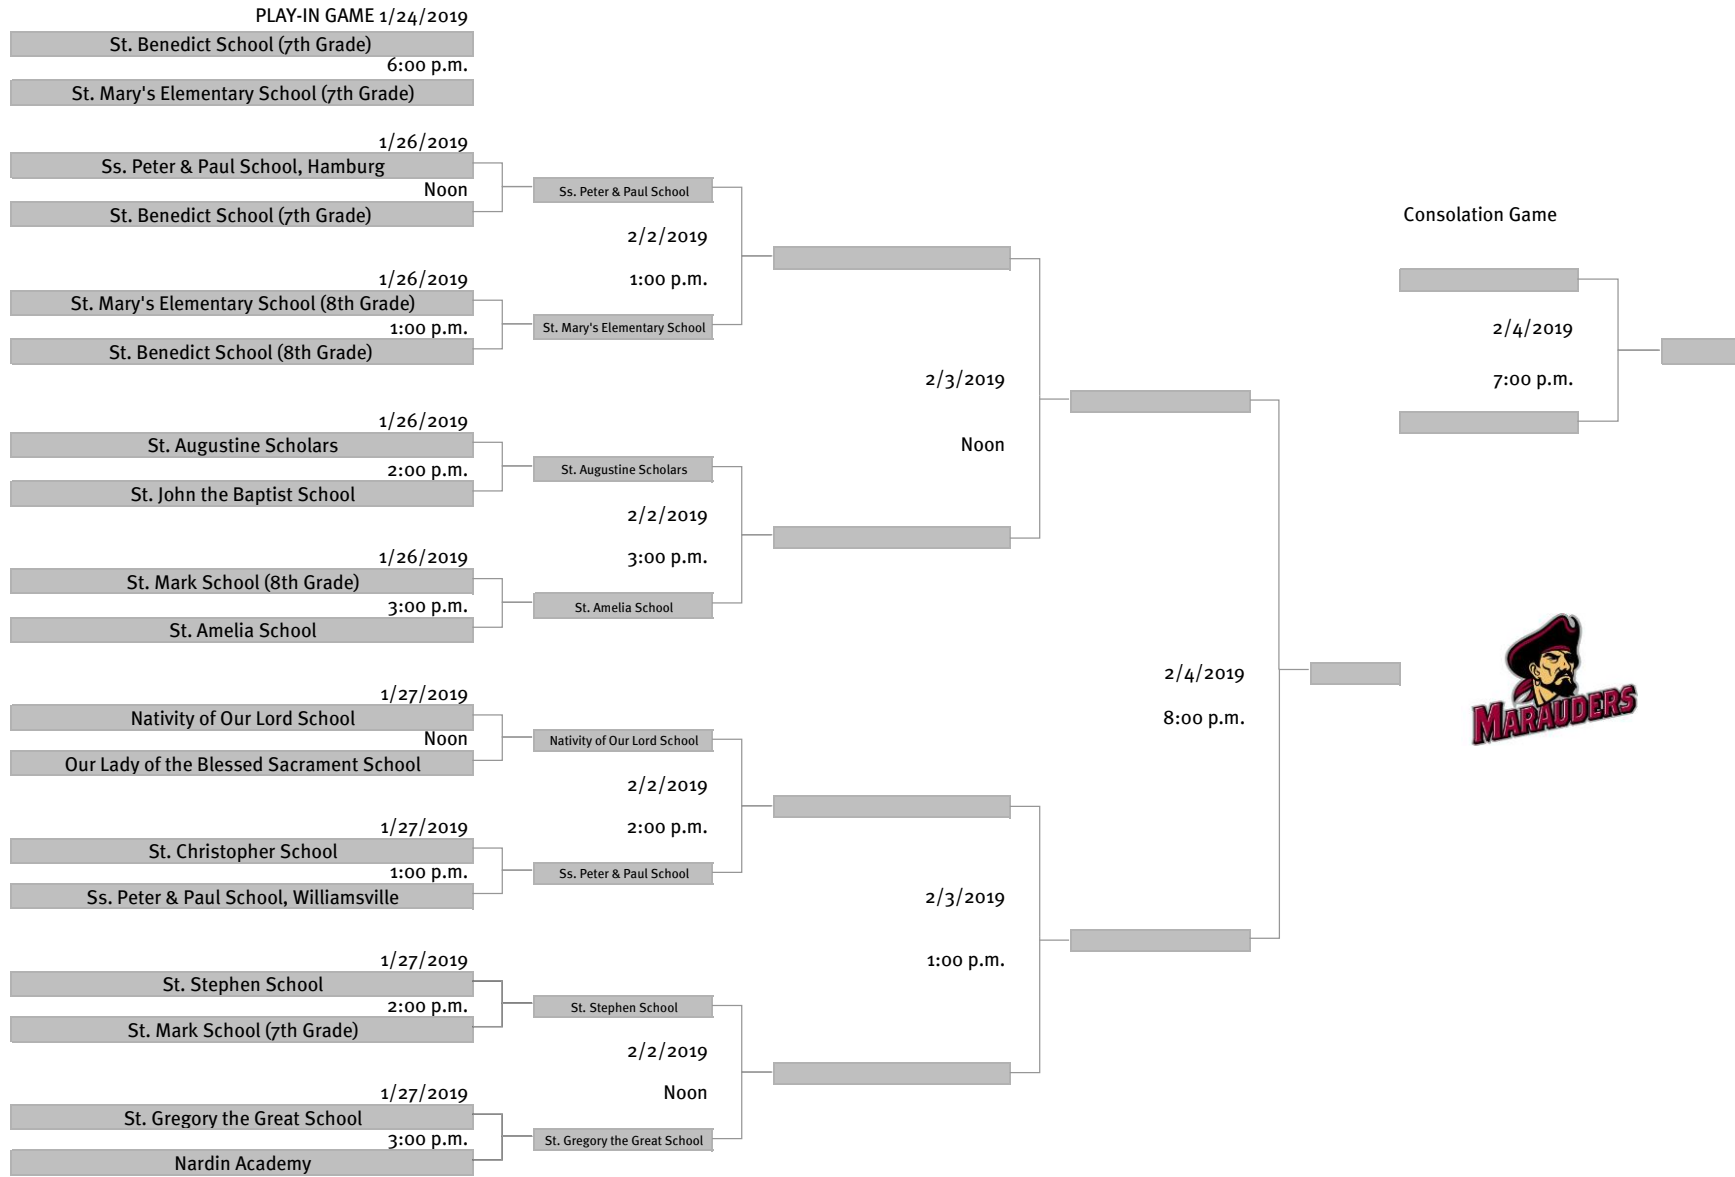 PLAY-IN GAME 1/24/2019
St. Benedict School (7th Grade)
6:00 p.m.
St. Mary's Elementary School (7th Grade)
1/26/2019
Ss. Peter & Paul School, Hamburg
Noon
St. Benedict School (7th Grade)
Ss. Peter & Paul School
2/2/2019
1:00 p.m.
1/26/2019
St. Mary's Elementary School (8th Grade)
1:00 p.m.
St. Benedict School (8th Grade)
St. Mary's Elementary School
2/3/2019
Noon
1/26/2019
St. Augustine Scholars
2:00 p.m.
St. John the Baptist School
St. Augustine Scholars
2/2/2019
3:00 p.m.
1/26/2019
St. Mark School (8th Grade)
3:00 p.m.
St. Amelia School
St. Amelia School
2/4/2019
8:00 p.m.
1/27/2019
Nativity of Our Lord School
Noon
Our Lady of the Blessed Sacrament School
Nativity of Our Lord School
2/2/2019
2:00 p.m.
1/27/2019
St. Christopher School
1:00 p.m.
Ss. Peter & Paul School, Williamsville
Ss. Peter & Paul School
2/3/2019
1:00 p.m.
1/27/2019
St. Stephen School
2:00 p.m.
St. Mark School (7th Grade)
St. Stephen School
2/2/2019
Noon
1/27/2019
St. Gregory the Great School
3:00 p.m.
Nardin Academy
St. Gregory the Great School
Consolation Game
2/4/2019
7:00 p.m.
MARAUDERS